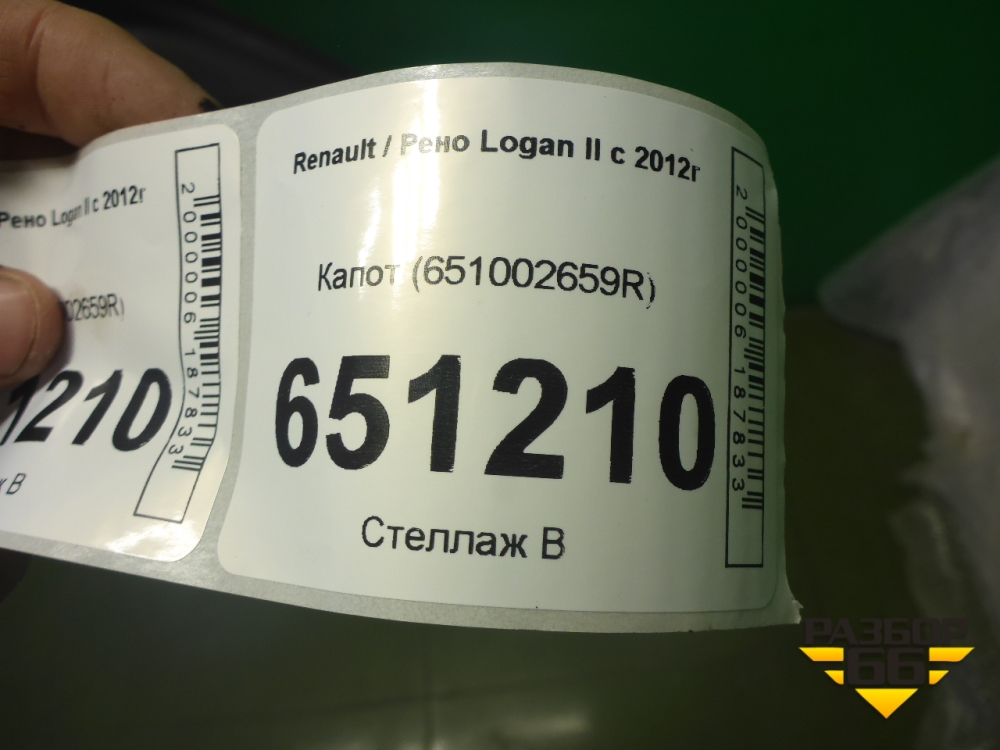 Рено Logan II с 2012г
02659R)
1210
В
2000006187833
Renault / Рено Logan II с 2012г
Капот (651002659R)
651210
Стеллаж В
2000006187833
РАЗБОР
66